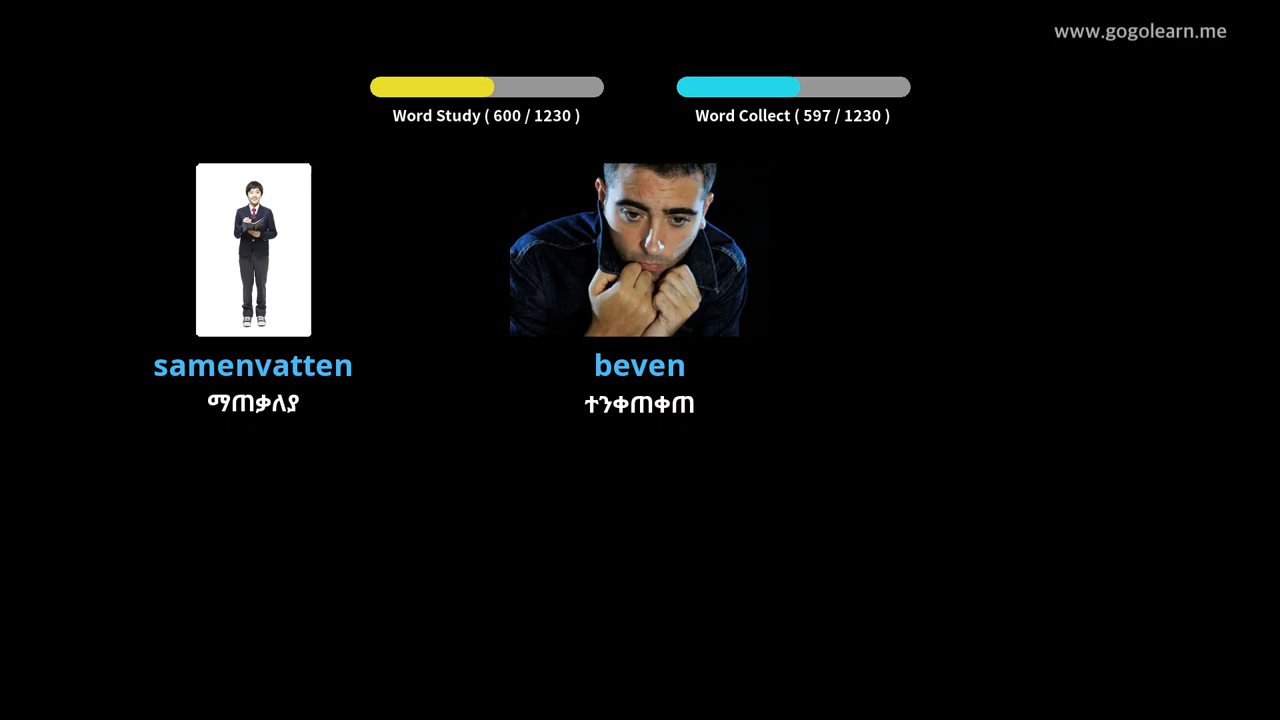 www.gogolearn.me
Word Study ( 600 / 1230 )
Word Collect ( 597 / 1230 )
samenvatten
beven
ማጠቃለያ
ተንቀጠቀጠ